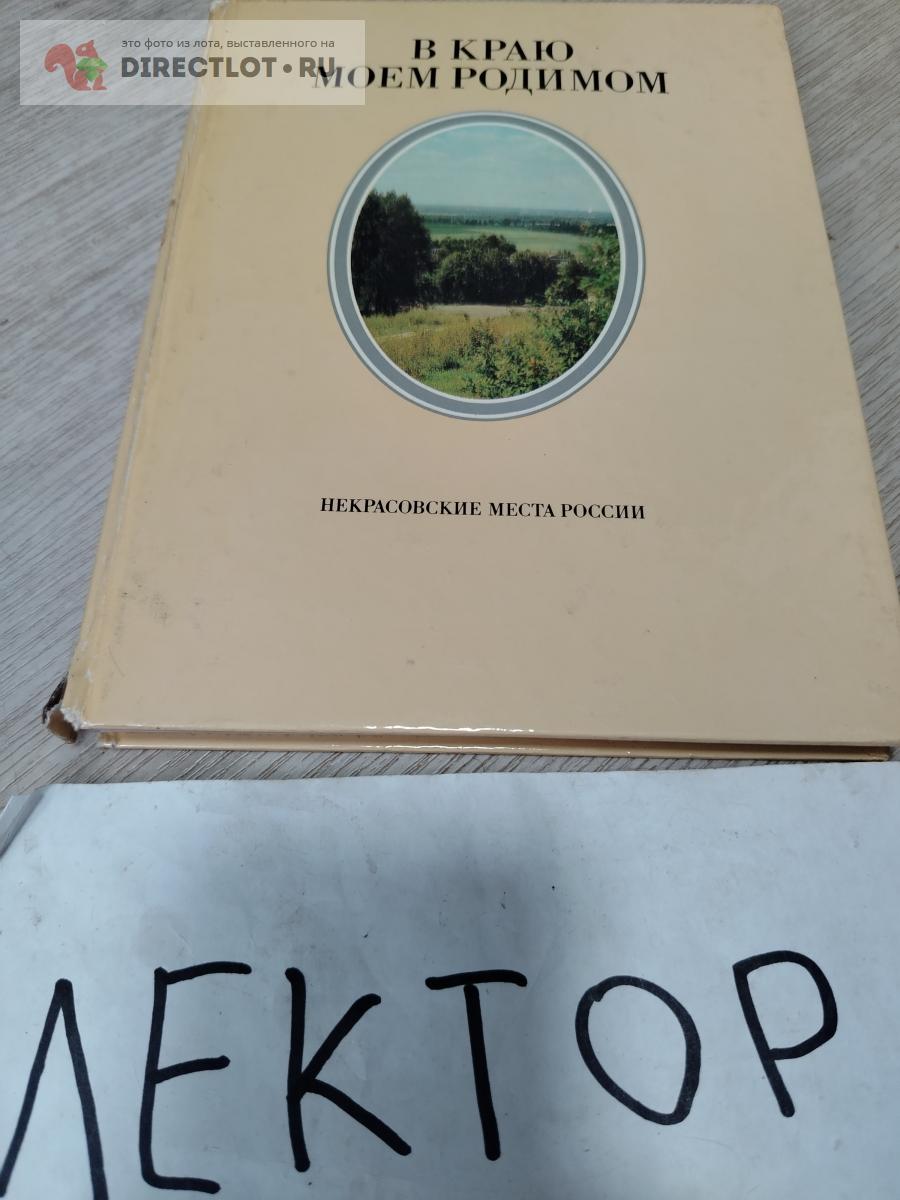 это фото из лота, выставленного на
DIRECTLOT•RU
В КРАЮ
МОЕМ РОДИМОМ
НЕКРАСОВСКИЕ МЕСТА РОССИИ
ЛЕКТОР